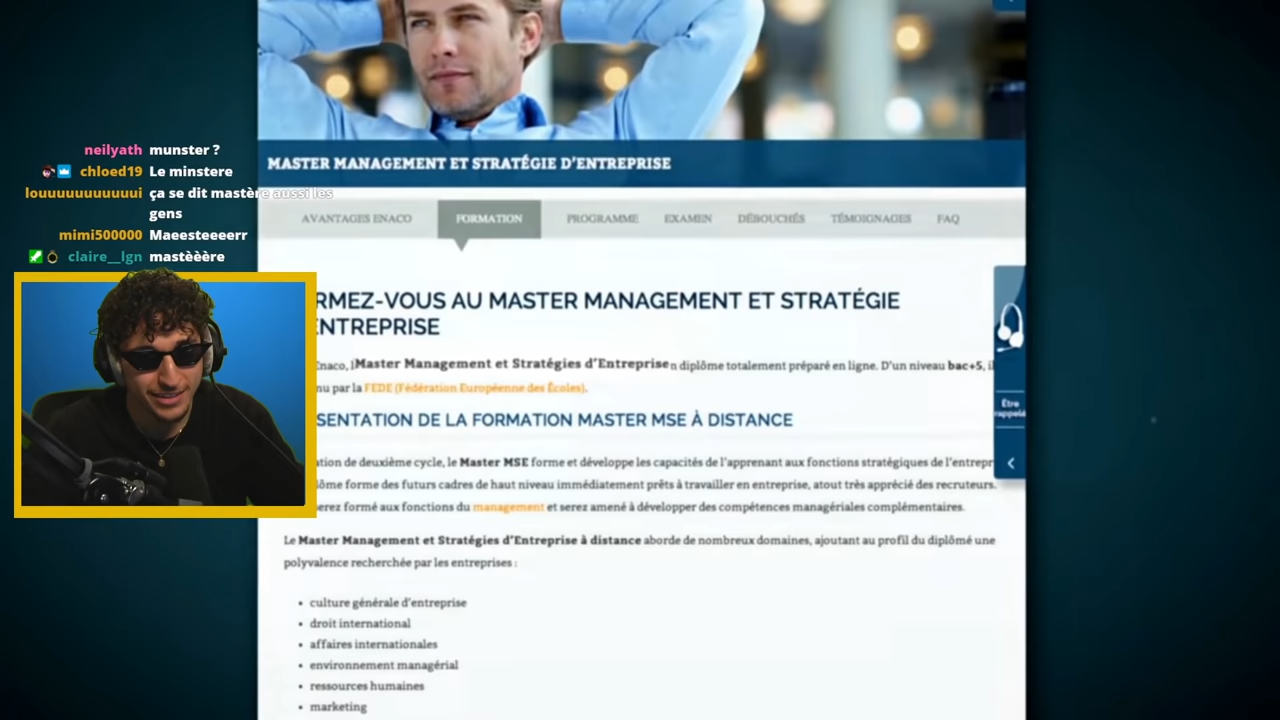 neilyath munster ?
chloed19 Le minstere
louuuuuuuuuuui ça se dit mastère aussi les
gens
mimi500000 Maeesteeeerr
claire__lgn mastèèère
MASTER MANAGEMENT ET STRATÉGIE D'ENTREPRISE
AVANTAGES ENACO FORMATION PROGRAMME EXAMEN DÉBOUCHÉS TÉMOIGNAGES FAQ
RMEZ-VOUS AU MASTER MANAGEMENT ET STRATÉGIE
ENTREPRISE
Enaco, l Master Management et Stratégies d'Entreprise n diplôme totalement préparé en ligne. D'un niveau bac+5, il
nu par la FEDE (Fédération Européenne des Écoles).
SENTATION DE LA FORMATION MASTER MSE À DISTANCE
ation de deuxième cycle, le Master MSE forme et développe les capacités de l'apprenant aux fonctions stratégiques de l'entrepr
lôme forme des futurs cadres de haut niveau immédiatement prêts à travailler en entreprise, atout très apprécié des recruteurs.
erez formé aux fonctions du management et serez amené à développer des compétences managériales complémentaires.
Le Master Management et Stratégies d'Entreprise à distance aborde de nombreux domaines, ajoutant au profil du diplômé une
polyvalence recherchée par les entreprises :
• culture générale d'entreprise
• droit international
• affaires internationales
• environnement managérial
• ressources humaines
• marketing
Être
rappelé